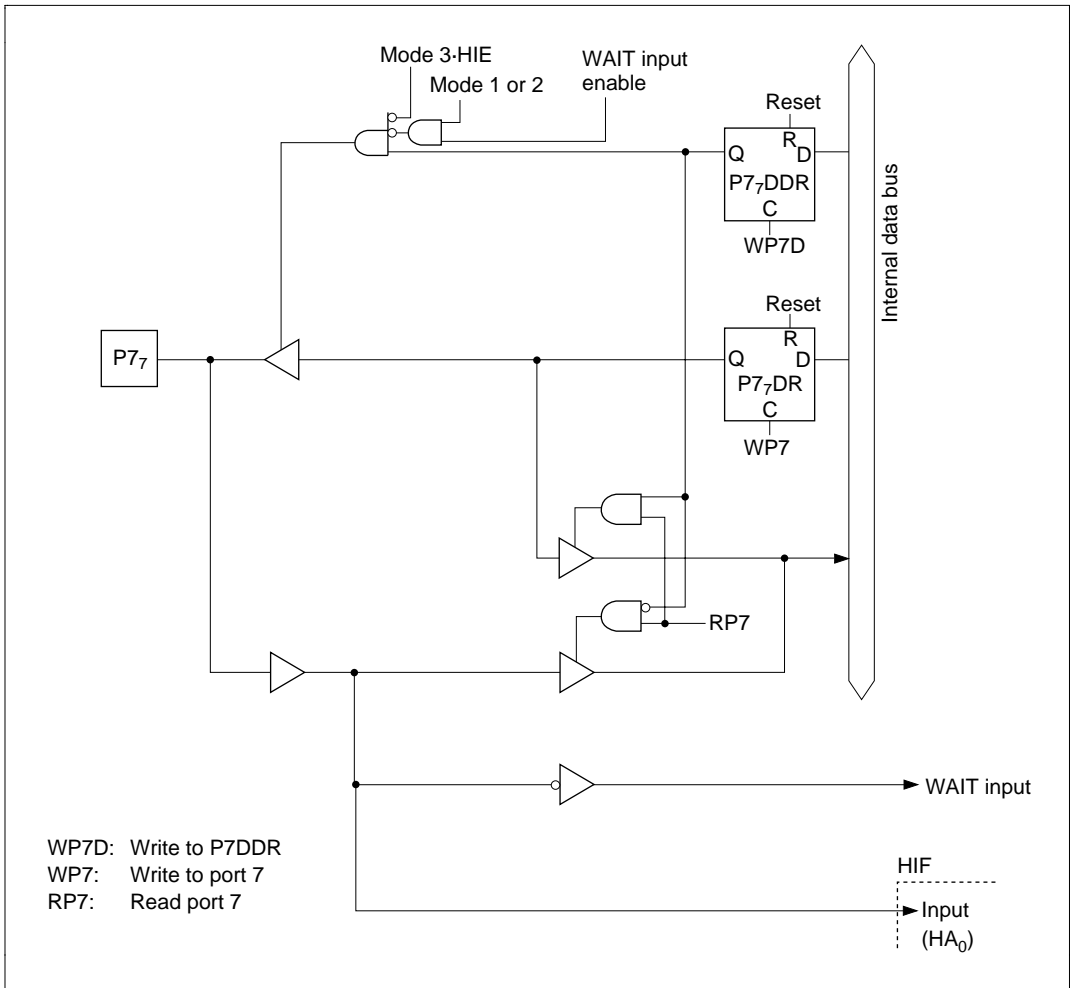 Mode 3·HIE
Mode 1 or 2
WAIT input
enable
Reset
R
Q
D
P7₇DDR
C
WP7D
Internal data bus
Reset
R
Q
D
P7₇DR
C
WP7
P7₇
RP7
WAIT input
HIF
Input
(HA₀)
WP7D: Write to P7DDR
WP7: Write to port 7
RP7: Read port 7